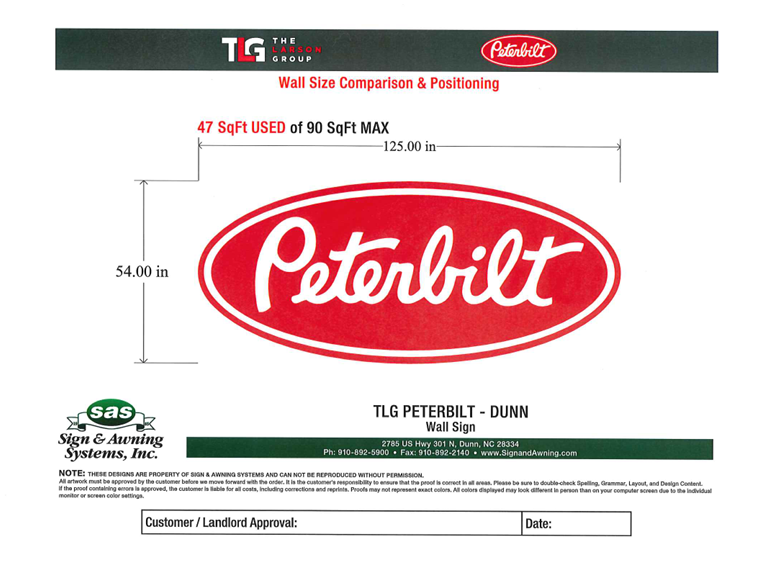 TLG THE
LARSON
GROUP
Peterbilt
Wall Size Comparison & Positioning
47 SqFt USED of 90 SqFt MAX
125.00 in
54.00 in
Peterbilt
sas
Sign & Awning
Systems, Inc.
TLG PETERBILT - DUNN
Wall Sign
2785 US Hwy 301 N, Dunn, NC 28334
Ph: 910-892-5900 • Fax: 910-892-2140 • www.SignandAwning.com
NOTE: THESE DESIGNS ARE PROPERTY OF SIGN & AWNING SYSTEMS AND CAN NOT BE REPRODUCED WITHOUT PERMISSION.
All artwork must be approved by the customer before we move forward with the order. It is the customer's responsibility to ensure that the proof is correct in all areas. Please be sure to double-check Spelling, Grammar, Layout, and Design Content.
If the proof containing errors is approved, the customer is liable for all costs, including corrections and reprints. Proofs may not represent exact colors. All colors displayed may look different in person than on your computer screen due to the individual
monitor or screen color settings.
Customer / Landlord Approval:
Date: